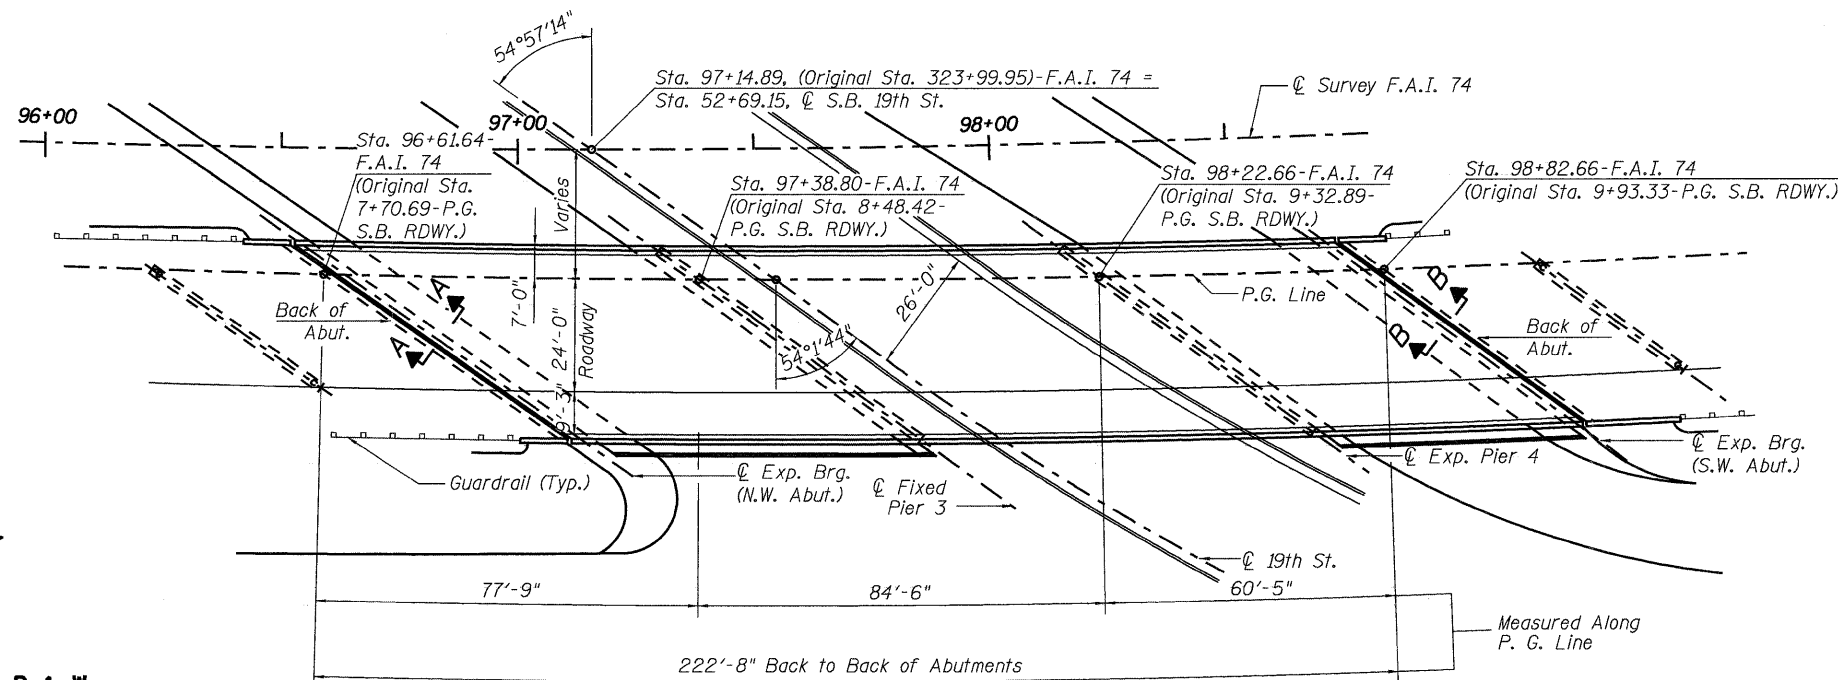 54°57'14"
Sta. 97+14.89, (Original Sta. 323+99.95)-F.A.I. 74 =
Sta. 52+69.15, ℄ S.B. 19th St.
℄ Survey F.A.I. 74
96+00
97+00
98+00
Sta. 96+61.64-
F.A.I. 74
(Original Sta.
7+70.69-P.G.
S.B. RDWY.)
Varies
Sta. 97+38.80-F.A.I. 74
(Original Sta. 8+48.42-
P.G. S.B. RDWY.)
Sta. 98+22.66-F.A.I. 74
(Original Sta. 9+32.89-
P.G. S.B. RDWY.)
Sta. 98+82.66-F.A.I. 74
(Original Sta. 9+93.33-P.G. S.B. RDWY.)
Back of
Abut.
A
A
7'-0"
24'-0"
Roadway
9'-3"
54°1'44"
26'-0"
P.G. Line
B
B
Back of
Abut.
Guardrail (Typ.)
℄ Exp. Brg.
(N.W. Abut.)
℄ Fixed
Pier 3
℄ Exp. Pier 4
℄ Exp. Brg.
(S.W. Abut.)
℄ 19th St.
77'-9"
84'-6"
60'-5"
Measured Along
P. G. Line
222'-8" Back to Back of Abutments